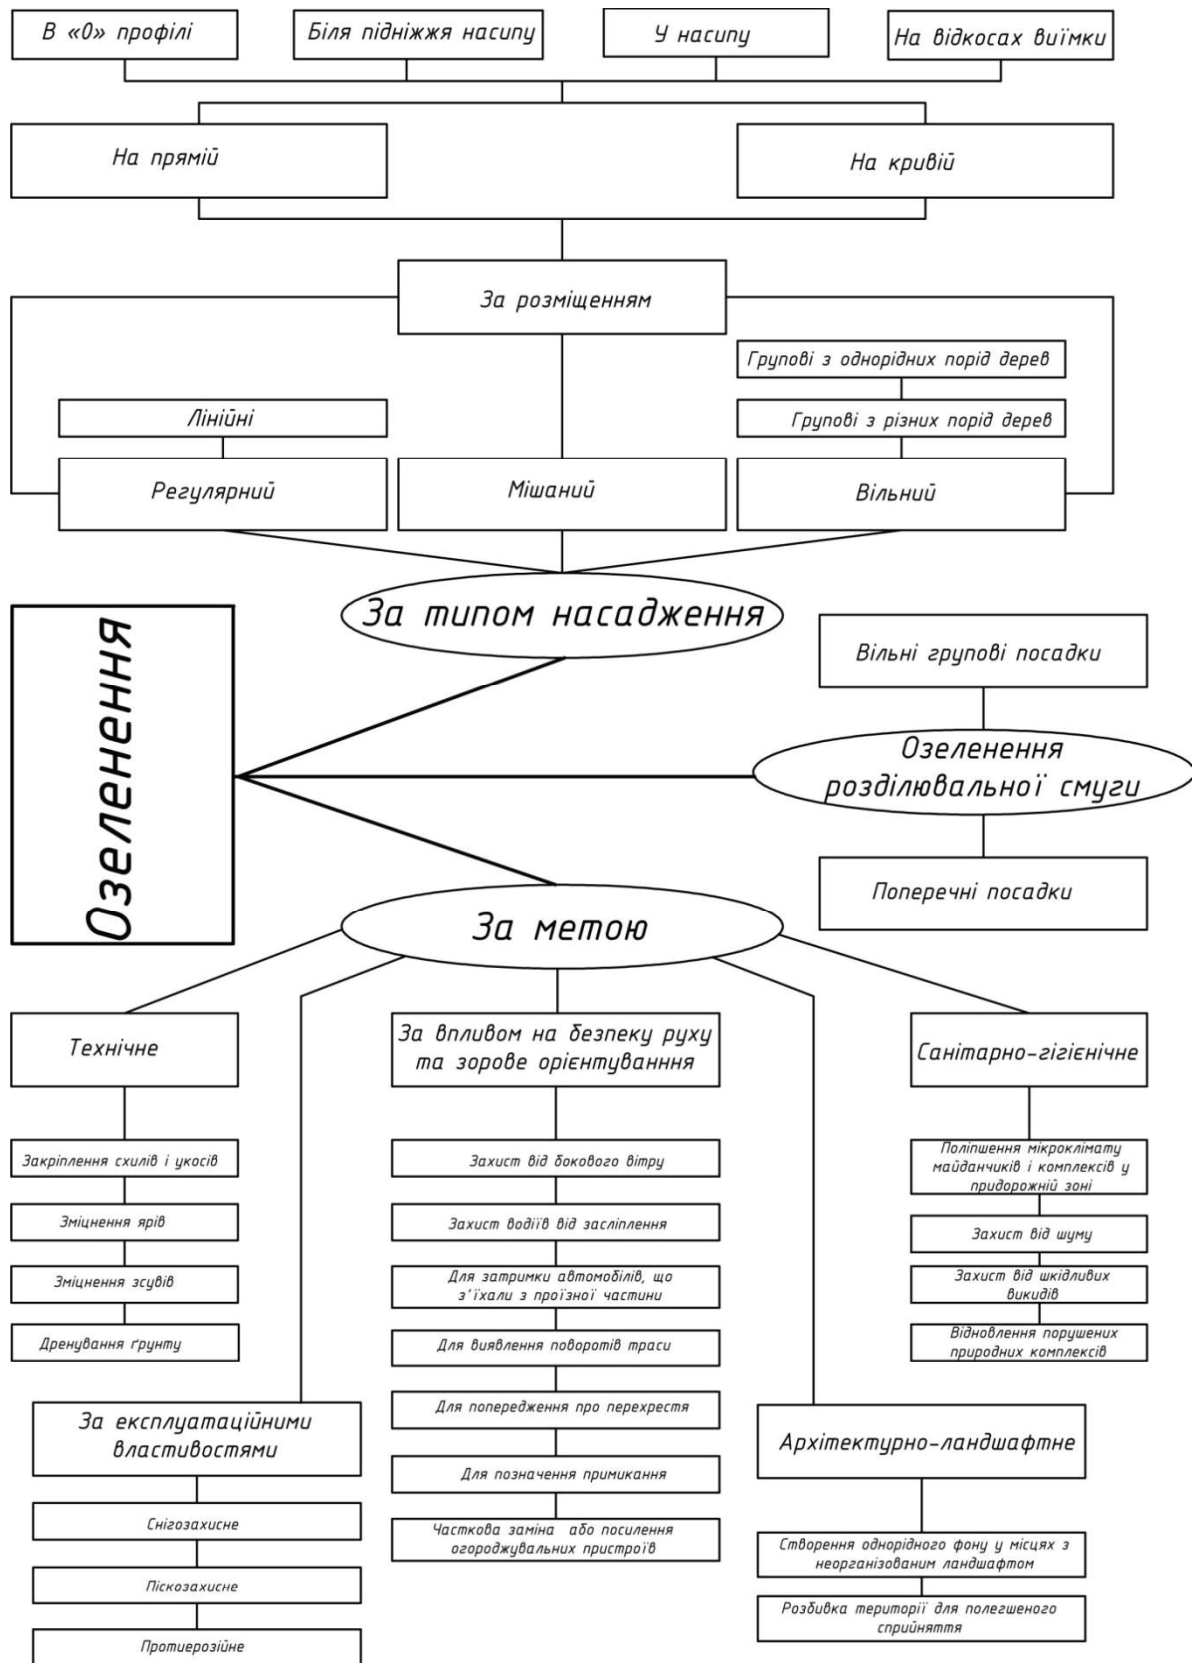 В «0» профілі
Біля підніжжя насипу
У насипу
На відкосах виїмки
На прямій
На кривій
За розміщенням
Групові з однорідних порід дерев
Лінійні
Групові з різних порід дерев
Регулярний
Мішаний
Вільний
За типом насадження
Озеленення
Вільні групові посадки
Озеленення
розділювальної смуги
Поперечні посадки
За метою
Технічне
За впливом на безпеку руху
та зорове орієнтуванння
Санітарно-гігієнічне
Закріплення схилів і укосів
Зміцнення ярів
Зміцнення зсувів
Дренування ґрунту
Захист від бокового вітру
Захист водіїв від засліплення
Для затримки автомобілів, що
з'їхали з проїзної частини
Для виявлення поворотів траси
Для попередження про перехрестя
Для позначення примикання
Часткова заміна або посилення
огороджувальних пристроїв
Поліпшення мікроклімату
майданчиків і комплексів у
придорожній зоні
Захист від шуму
Захист від шкідливих
викидів
Відновлення порушених
природних комплексів
За експлуатаційними
властивостями
Снігозахисне
Піскозахисне
Протиерозійне
Архітектурно-ландшафтне
Створення однорідного фону у місцях з
неорганізованим ландшафтом
Розбивка території для полегшеного
сприйняття